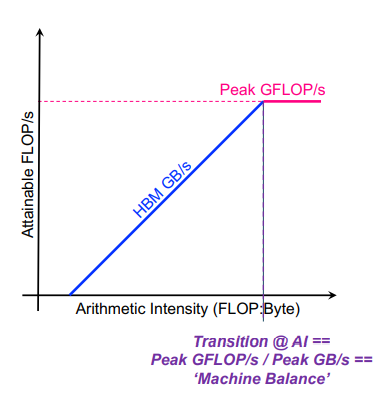 Peak GFLOP/s
Attainable FLOP/s
HBM GB/s
Arithmetic Intensity (FLOP:Byte)
Transition @ AI ==
Peak GFLOP/s / Peak GB/s ==
‘Machine Balance’